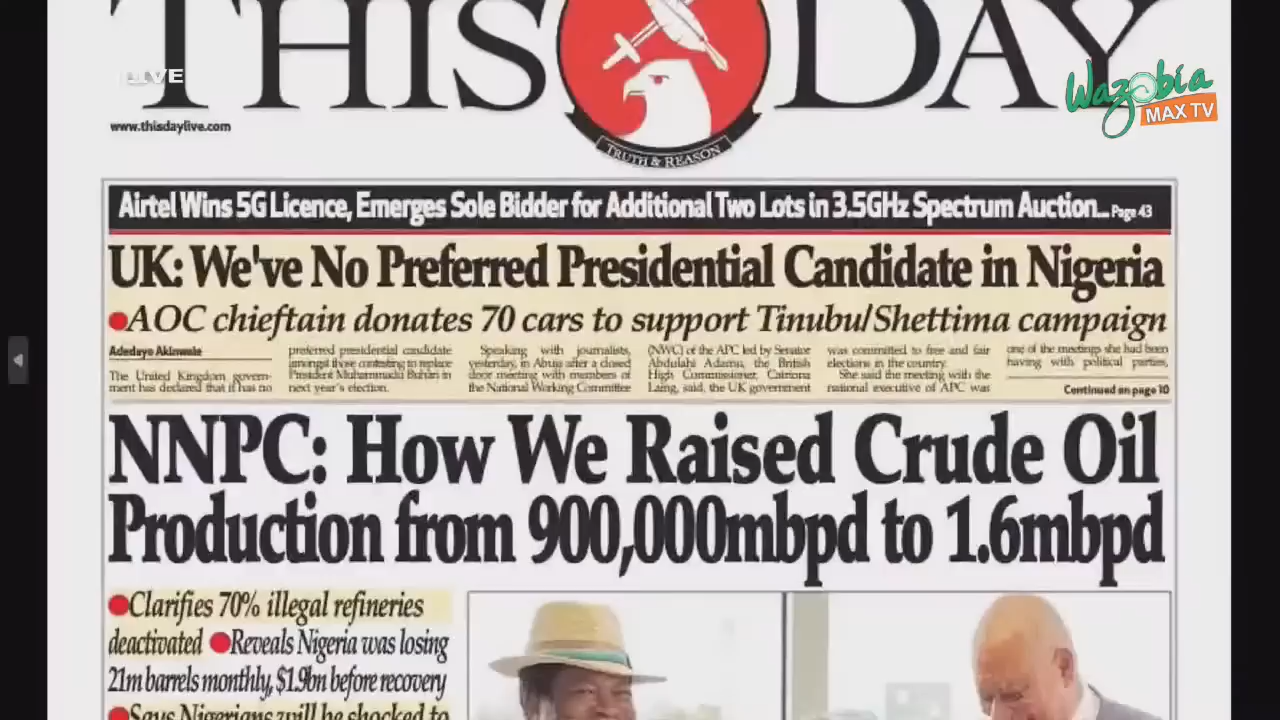 THIS DAY
LIVE
Wazobia
MAX TV
www.thisdaylive.com
TRUTH & REASON
Airtel Wins 5G Licence, Emerges Sole Bidder for Additional Two Lots in 3.5GHz Spectrum Auction... Page 43
UK: We've No Preferred Presidential Candidate in Nigeria
AOC chieftain donates 70 cars to support Tinubu/Shettima campaign
Adedayo Akinwale
The United Kingdom govern-
ment has declared that it has no
preferred presidential candidate
amongst those contesting to replace
President Muhammadu Buhari in
next year's election.
Speaking with journalists,
yesterday, in Abuja after a closed
door meeting with members of
the National Working Committee
(NWC) of the APC led by Senator
Abdulahi Adamu, the British
High Commissioner, Catriona
Laing, said, the UK government
was committed to free and fair
elections in the country.
She said the meeting with the
national executive of APC was
one of the meetings she had been
having with political parties,
Continued on page 10
NNPC: How We Raised Crude Oil
Production from 900,000mbpd to 1.6mbpd
Clarifies 70% illegal refineries
deactivated Reveals Nigeria was losing
21m barrels monthly, $1.9bn before recovery
Says Nigerians will be shocked to